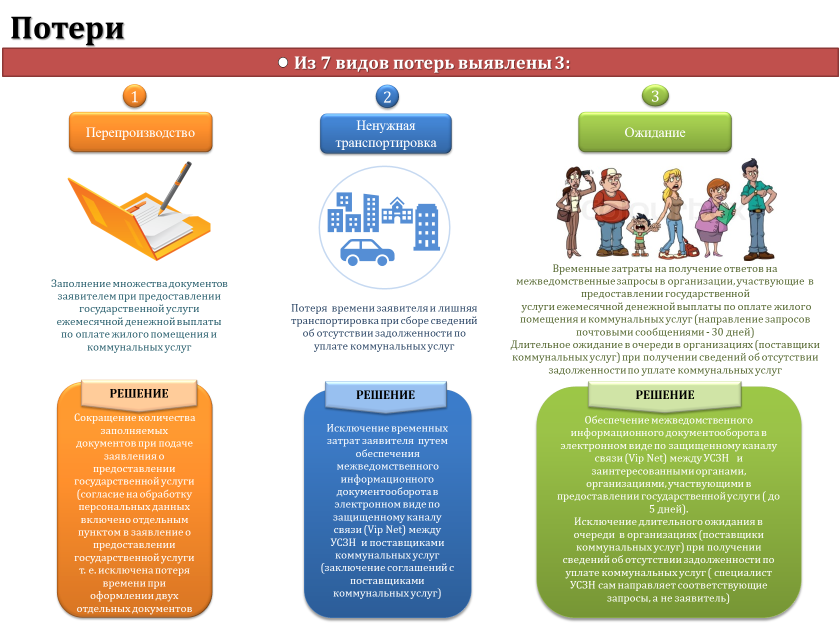 Потери
• Из 7 видов потерь выявлены 3:
1
Перепроизводство
Заполнение множества документов
заявителем при предоставлении
государственной услуги
ежемесячной денежной выплаты
по оплате жилого помещения и
коммунальных услуг
РЕШЕНИЕ
Сокращение количества
заполняемых
документов при подаче
заявления о
предоставлении
государственной услуги
(согласие на обработку
персональных данных
включено отдельным
пунктом в заявление о
предоставлении
государственной услуги
т. е. исключена потеря
времени при
оформлении двух
отдельных документов
2
Ненужная
транспортировка
Потеря времени заявителя и лишняя
транспортировка при сборе сведений
об отсутствии задолженности по
уплате коммунальных услуг
РЕШЕНИЕ
Исключение временных
затрат заявителя путем
обеспечения
межведомственного
информационного
документооборота в
электронном виде по
защищенному каналу
связи (Vip Net) между
УСЗН и поставщиками
коммунальных услуг
(заключение соглашений с
поставщиками
коммунальных услуг)
3
Ожидание
Временные затраты на получение ответов на
межведомственные запросы в организации, участвующие в
предоставлении государственной
услуги ежемесячной денежной выплаты по оплате жилого
помещения и коммунальных услуг (направление запросов
почтовыми сообщениями - 30 дней)
Длительное ожидание в очереди в организациях (поставщики
коммунальных услуг) при получении сведений об отсутствии
задолженности по уплате коммунальных услуг
РЕШЕНИЕ
Обеспечение межведомственного
информационного документооборота в
электронном виде по защищенному каналу
связи (Vip Net) между УСЗН и
заинтересованными органами,
организациями, участвующими в
предоставлении государственной услуги ( до
5 дней).
Исключение длительного ожидания в
очереди в организациях (поставщики
коммунальных услуг) при получении
сведений об отсутствии задолженности по
уплате коммунальных услуг ( специалист
УСЗН сам направляет соответствующие
запросы, а не заявитель)